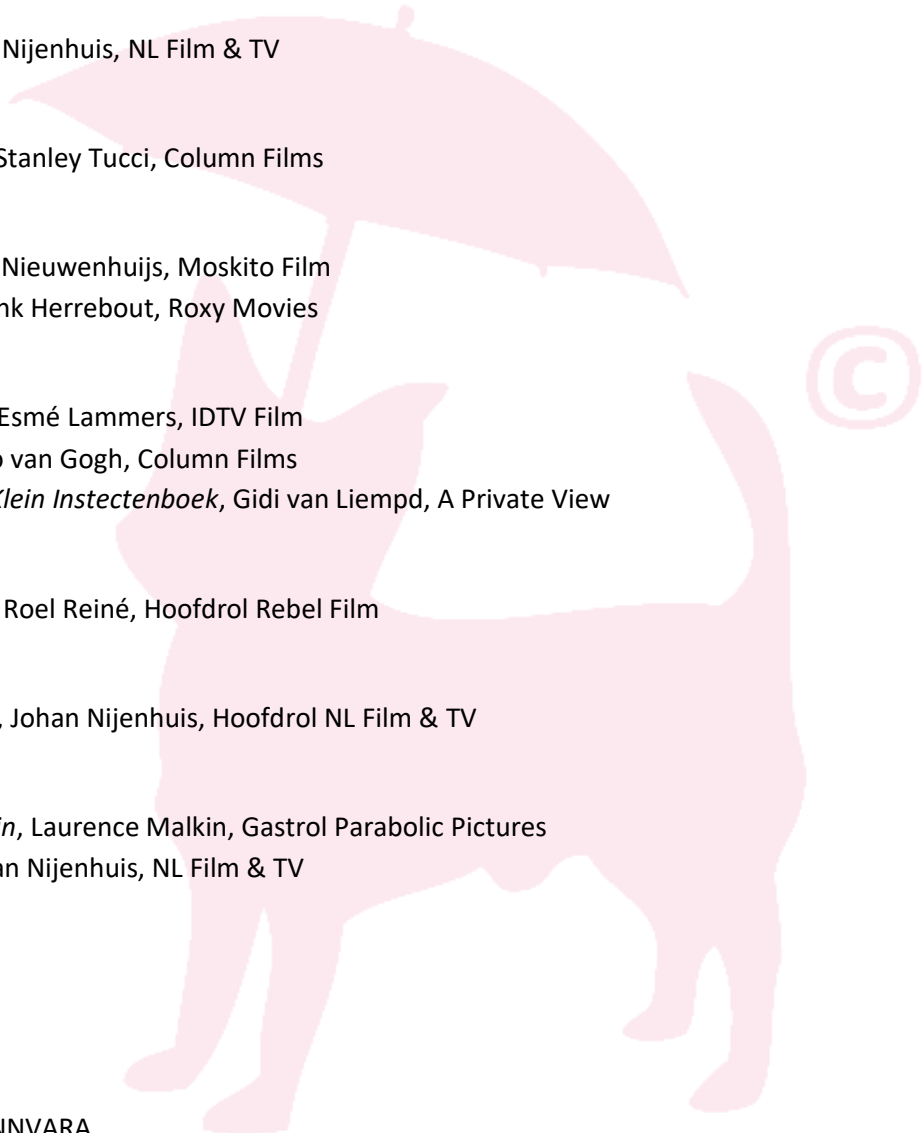 Nijenhuis, NL Film & TV
Stanley Tucci, Column Films
Nieuwenhuijs, Moskito Film
nk Herrebout, Roxy Movies
©
Esmé Lammers, IDTV Film
o van Gogh, Column Films
Klein Instectenboek, Gidi van Liempd, A Private View
Roel Reiné, Hoofdrol Rebel Film
, Johan Nijenhuis, Hoofdrol NL Film & TV
in, Laurence Malkin, Gastrol Parabolic Pictures
an Nijenhuis, NL Film & TV
NNVARA